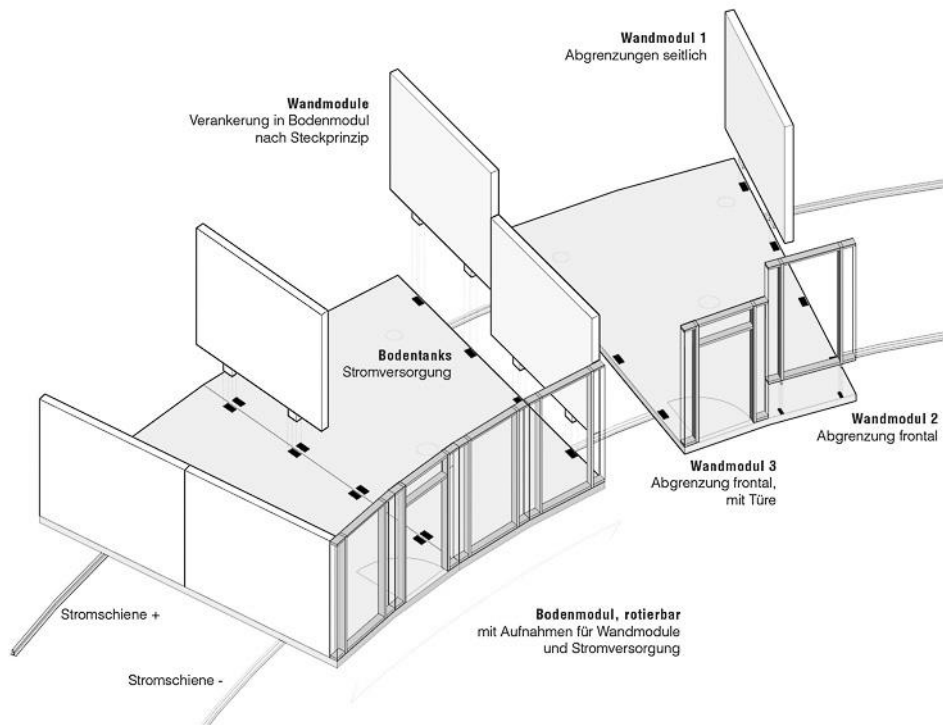 Wandmodul 1
Abgrenzungen seitlich
Wandmodule
Verankerung in Bodenmodul
nach Steckprinzip
Bodentanks
Stromversorgung
Wandmodul 2
Abgrenzung frontal
Wandmodul 3
Abgrenzung frontal,
mit Türe
Stromschiene +
Bodenmodul, rotierbar
mit Aufnahmen für Wandmodule
und Stromversorgung
Stromschiene -